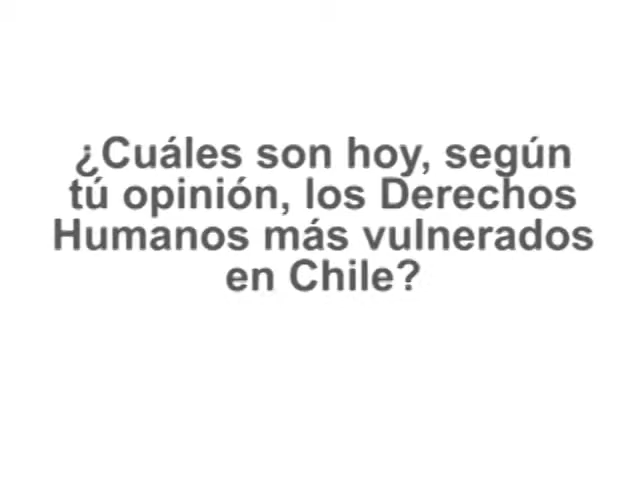 ¿Cuáles son hoy, según
tú opinión, los Derechos
Humanos más vulnerados
en Chile?